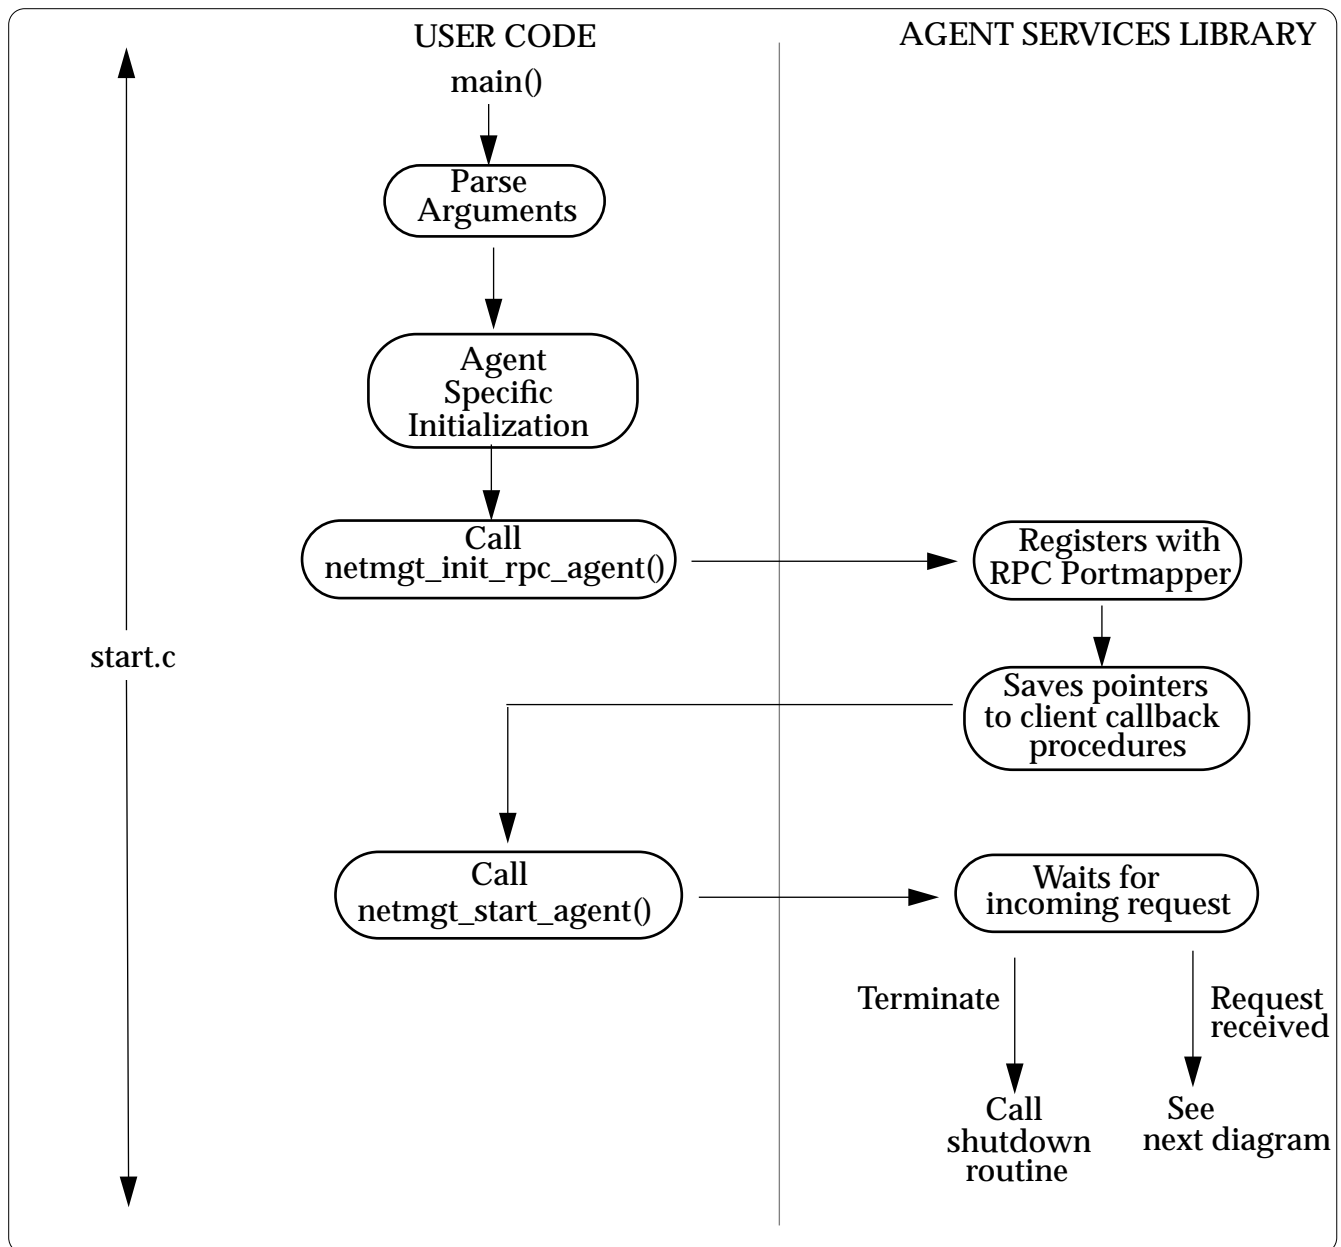 USER CODE
AGENT SERVICES LIBRARY
main()
Parse
Arguments
Agent
Specific
Initialization
Call
netmgt_init_rpc_agent()
Registers with
RPC Portmapper
start.c
Saves pointers
to client callback
procedures
Call
netmgt_start_agent()
Waits for
incoming request
Terminate
Request
received
Call
shutdown
routine
See
next diagram